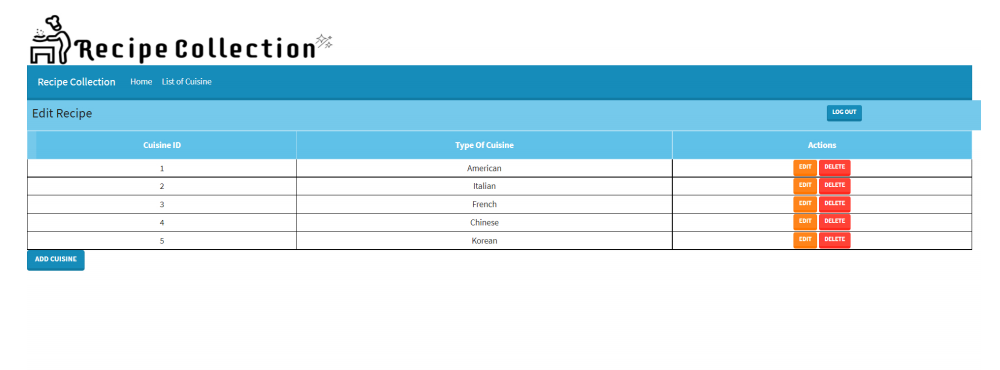 Recipe Collection
Recipe Collection Home List of Cuisine
Edit Recipe LOG OUT
Cuisine ID Type Of Cuisine Actions
1 American EDIT DELETE
2 Italian EDIT DELETE
3 French EDIT DELETE
4 Chinese EDIT DELETE
5 Korean EDIT DELETE
ADD CUISINE